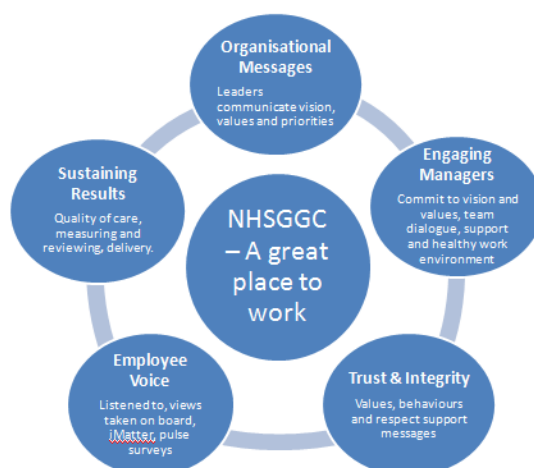 Organisational
Messages
Leaders
communicate vision,
values and priorities
Engaging
Managers
Commit to vision and
values, team
dialogue, support
and healthy work
environment
Trust & Integrity
Values, behaviours
and respect support
messages
Employee
Voice
Listened to, views
taken on board,
iMatter, pulse
surveys
Sustaining
Results
Quality of care,
measuring and
reviewing, delivery.
NHSGGC
– A great
place to
work